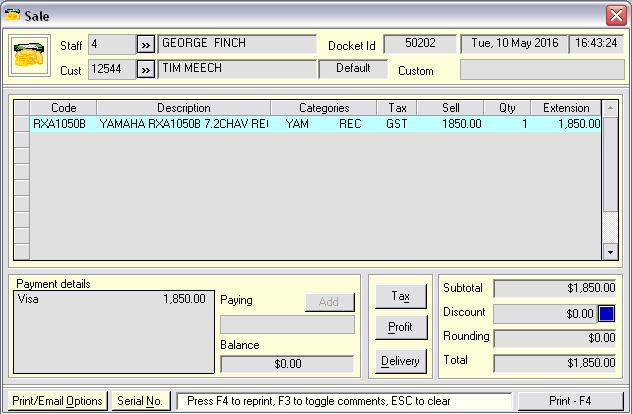 Sale
Staff 4 >> GEORGE FINCH Docket Id 50202 Tue, 10 May 2016 16:43:24
Cust 12544 >> TIM MEECH Default Custom
Code Description Categories Tax Sell Qty Extension
RXA1050B YAMAHA RXA1050B 7.2CHAV REC YAM REC GST 1850.00 1 1,850.00
Payment details
Visa 1,850.00
Paying Add
Balance
$0.00
Tax
Profit
Delivery
Subtotal $1,850.00
Discount $0.00
Rounding $0.00
Total $1,850.00
Print/Email Options Serial No. Press F4 to reprint, F3 to toggle comments, ESC to clear Print - F4